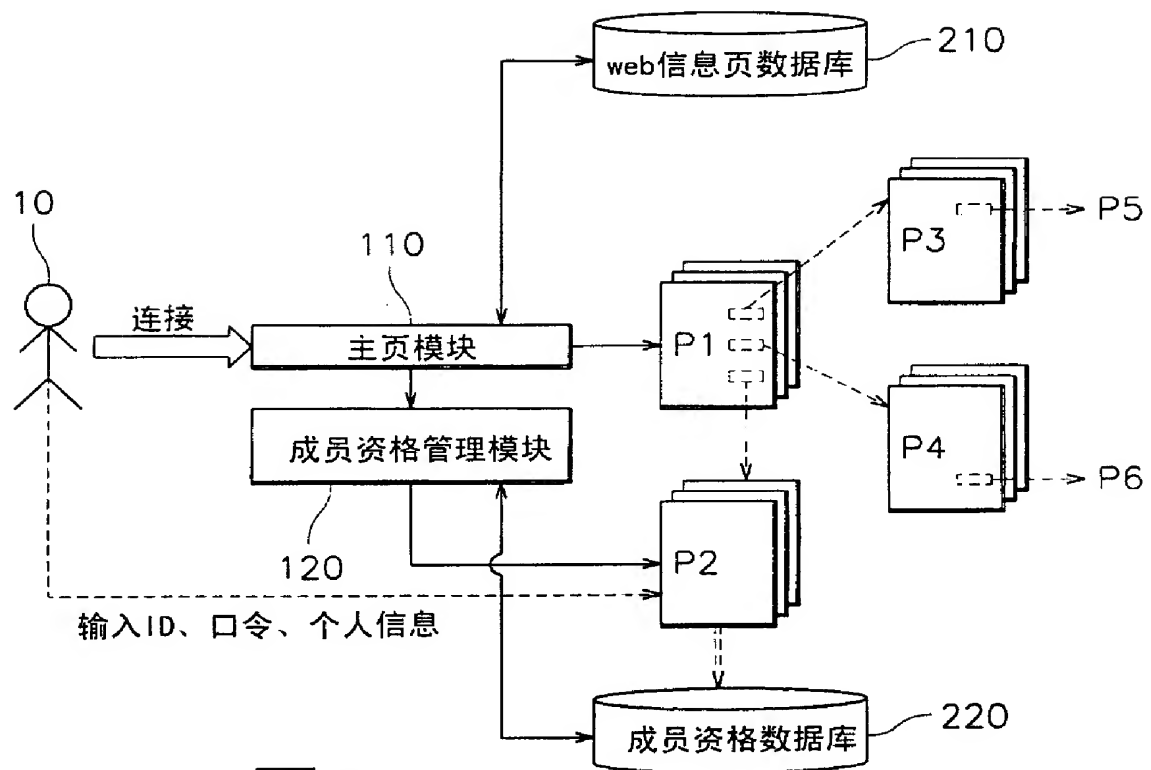 web信息页数据库
210
10
110
P3
P5
连接
主页模块
P1
成员资格管理模块
P4
P6
120
P2
输入ID、口令、个人信息
成员资格数据库
220